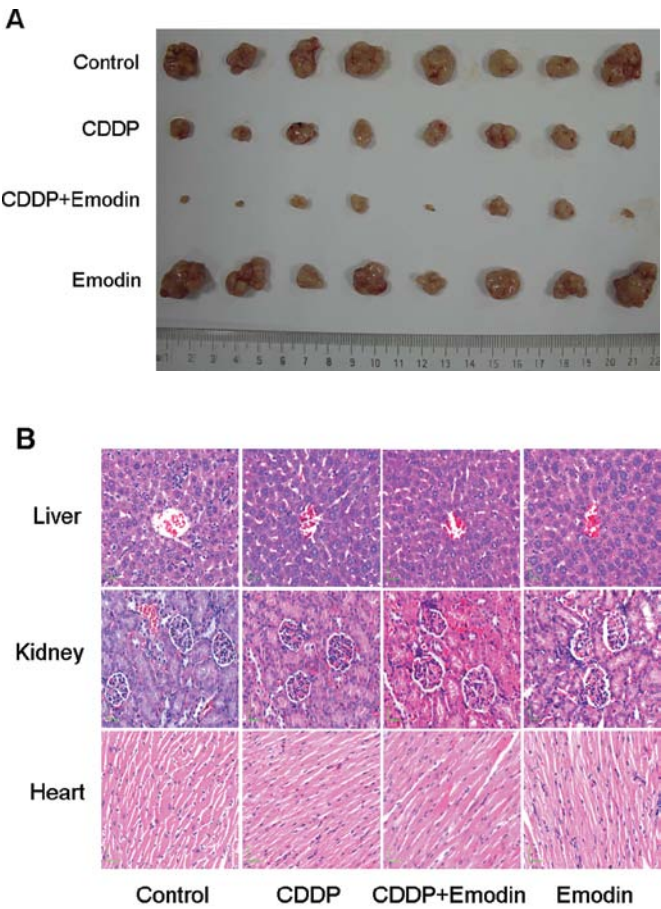 A
Control
CDDP
CDDP+Emodin
Emodin
1 2 3 4 5 6 7 8 9 10 11 12 13 14 15 16 17 18 19 20 21 22
B
Liver
Kidney
Heart
Control CDDP CDDP+Emodin Emodin